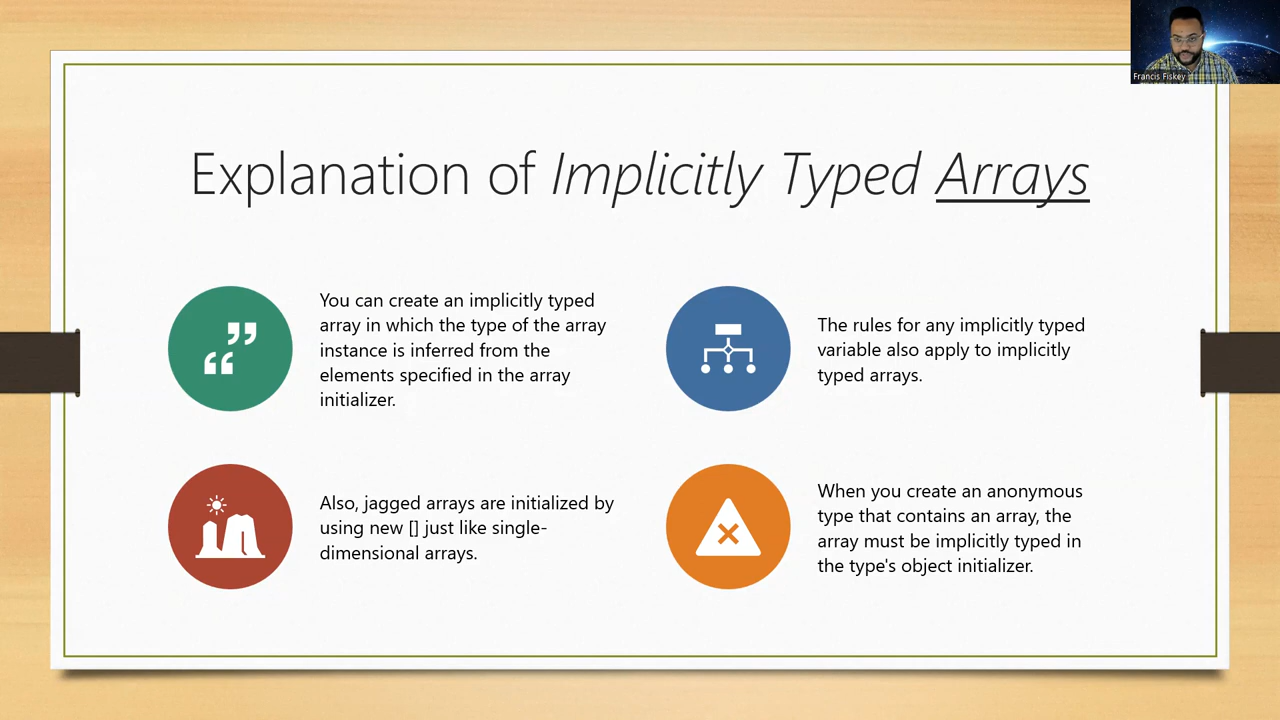 Francis Fiskey
Explanation of Implicitly Typed Arrays
You can create an implicitly typed
array in which the type of the array
instance is inferred from the
elements specified in the array
initializer.
The rules for any implicitly typed
variable also apply to implicitly
typed arrays.
Also, jagged arrays are initialized by
using new [] just like single-
dimensional arrays.
When you create an anonymous
type that contains an array, the
array must be implicitly typed in
the type's object initializer.